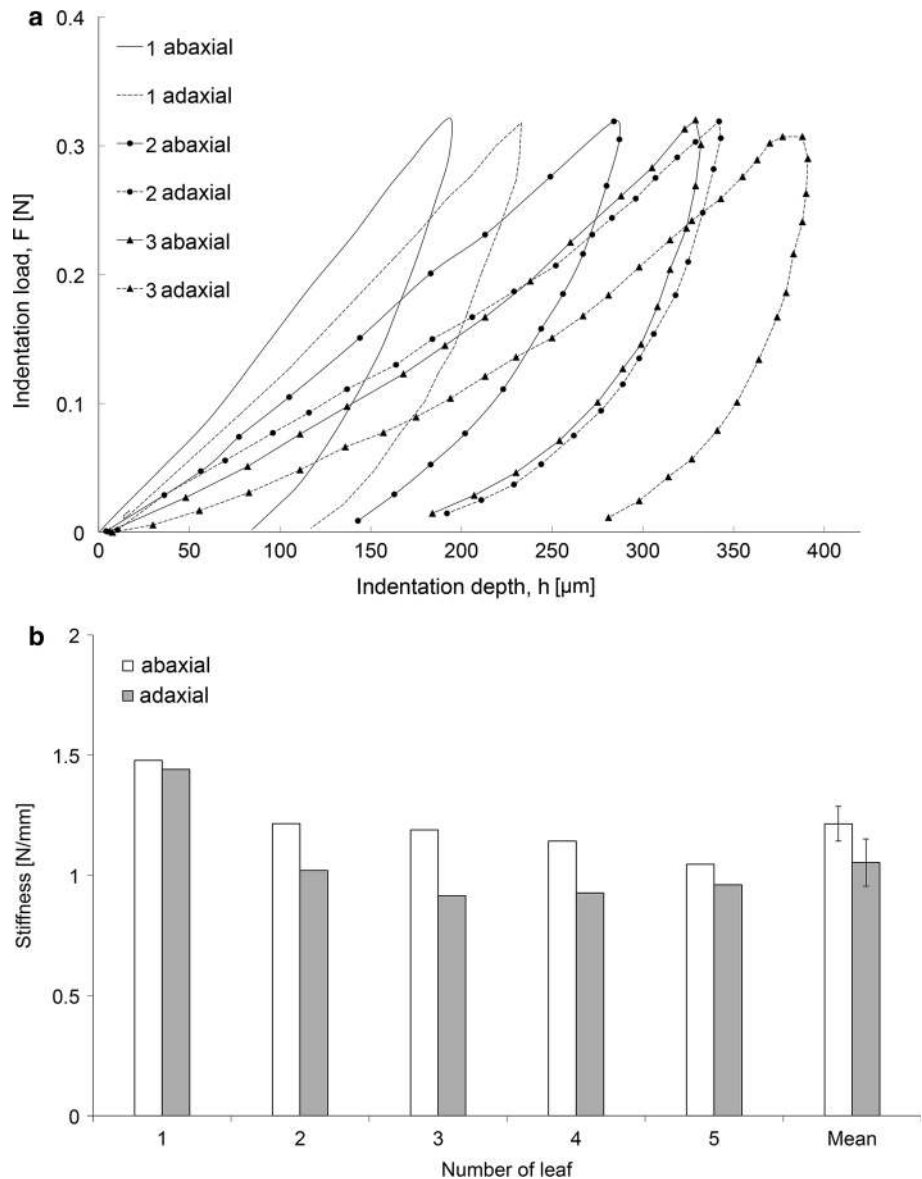 a
0.4
0.3
0.2
0.1
0
Indentation load, F [N]
1 abaxial
1 adaxial
2 abaxial
2 adaxial
3 abaxial
3 adaxial
0 50 100 150 200 250 300 350 400
Indentation depth, h [µm]
b
2
1.5
1
0.5
0
Stiffness [N/mm]
abaxial
adaxial
1 2 3 4 5 Mean
Number of leaf